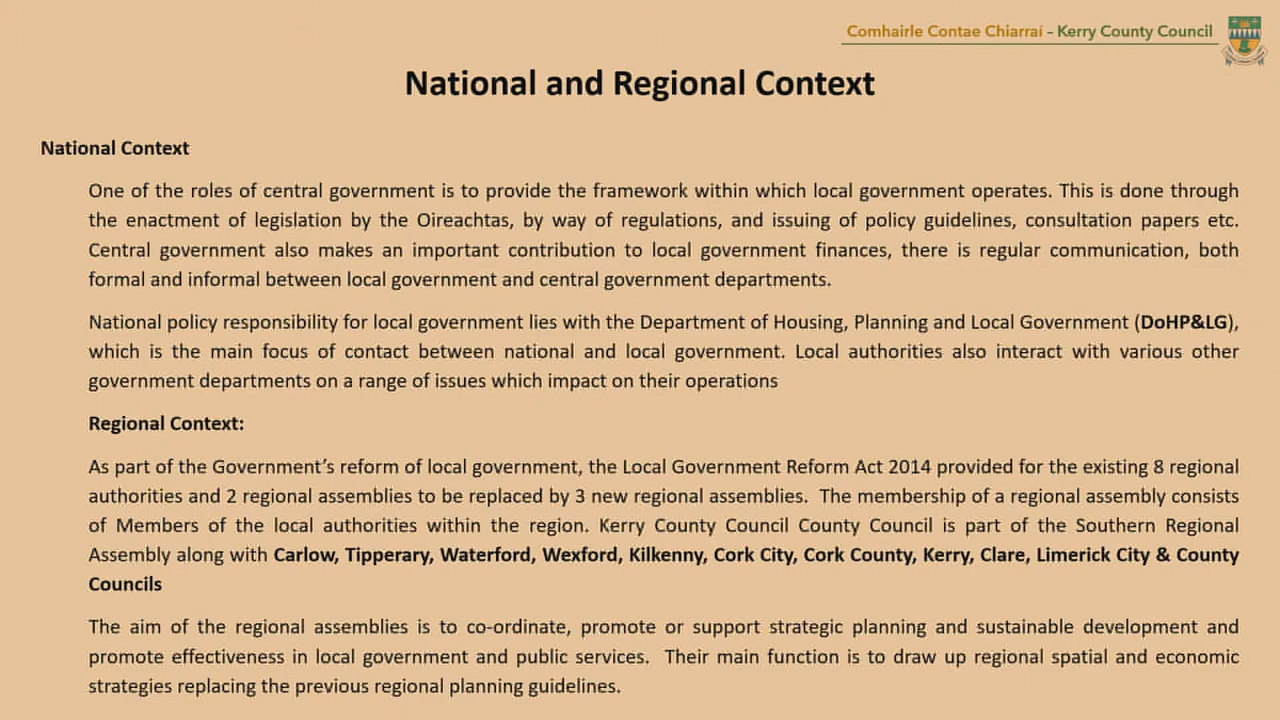 Comhairle Contae Chiarraí - Kerry County Council
National and Regional Context
National Context
One of the roles of central government is to provide the framework within which local government operates. This is done through
the enactment of legislation by the Oireachtas, by way of regulations, and issuing of policy guidelines, consultation papers etc.
Central government also makes an important contribution to local government finances, there is regular communication, both
formal and informal between local government and central government departments.
National policy responsibility for local government lies with the Department of Housing, Planning and Local Government (DoHP&LG),
which is the main focus of contact between national and local government. Local authorities also interact with various other
government departments on a range of issues which impact on their operations
Regional Context:
As part of the Government’s reform of local government, the Local Government Reform Act 2014 provided for the existing 8 regional
authorities and 2 regional assemblies to be replaced by 3 new regional assemblies.  The membership of a regional assembly consists
of Members of the local authorities within the region. Kerry County Council County Council is part of the Southern Regional
Assembly along with Carlow, Tipperary, Waterford, Wexford, Kilkenny, Cork City, Cork County, Kerry, Clare, Limerick City & County
Councils
The aim of the regional assemblies is to co-ordinate, promote or support strategic planning and sustainable development and
promote effectiveness in local government and public services.  Their main function is to draw up regional spatial and economic
strategies replacing the previous regional planning guidelines.